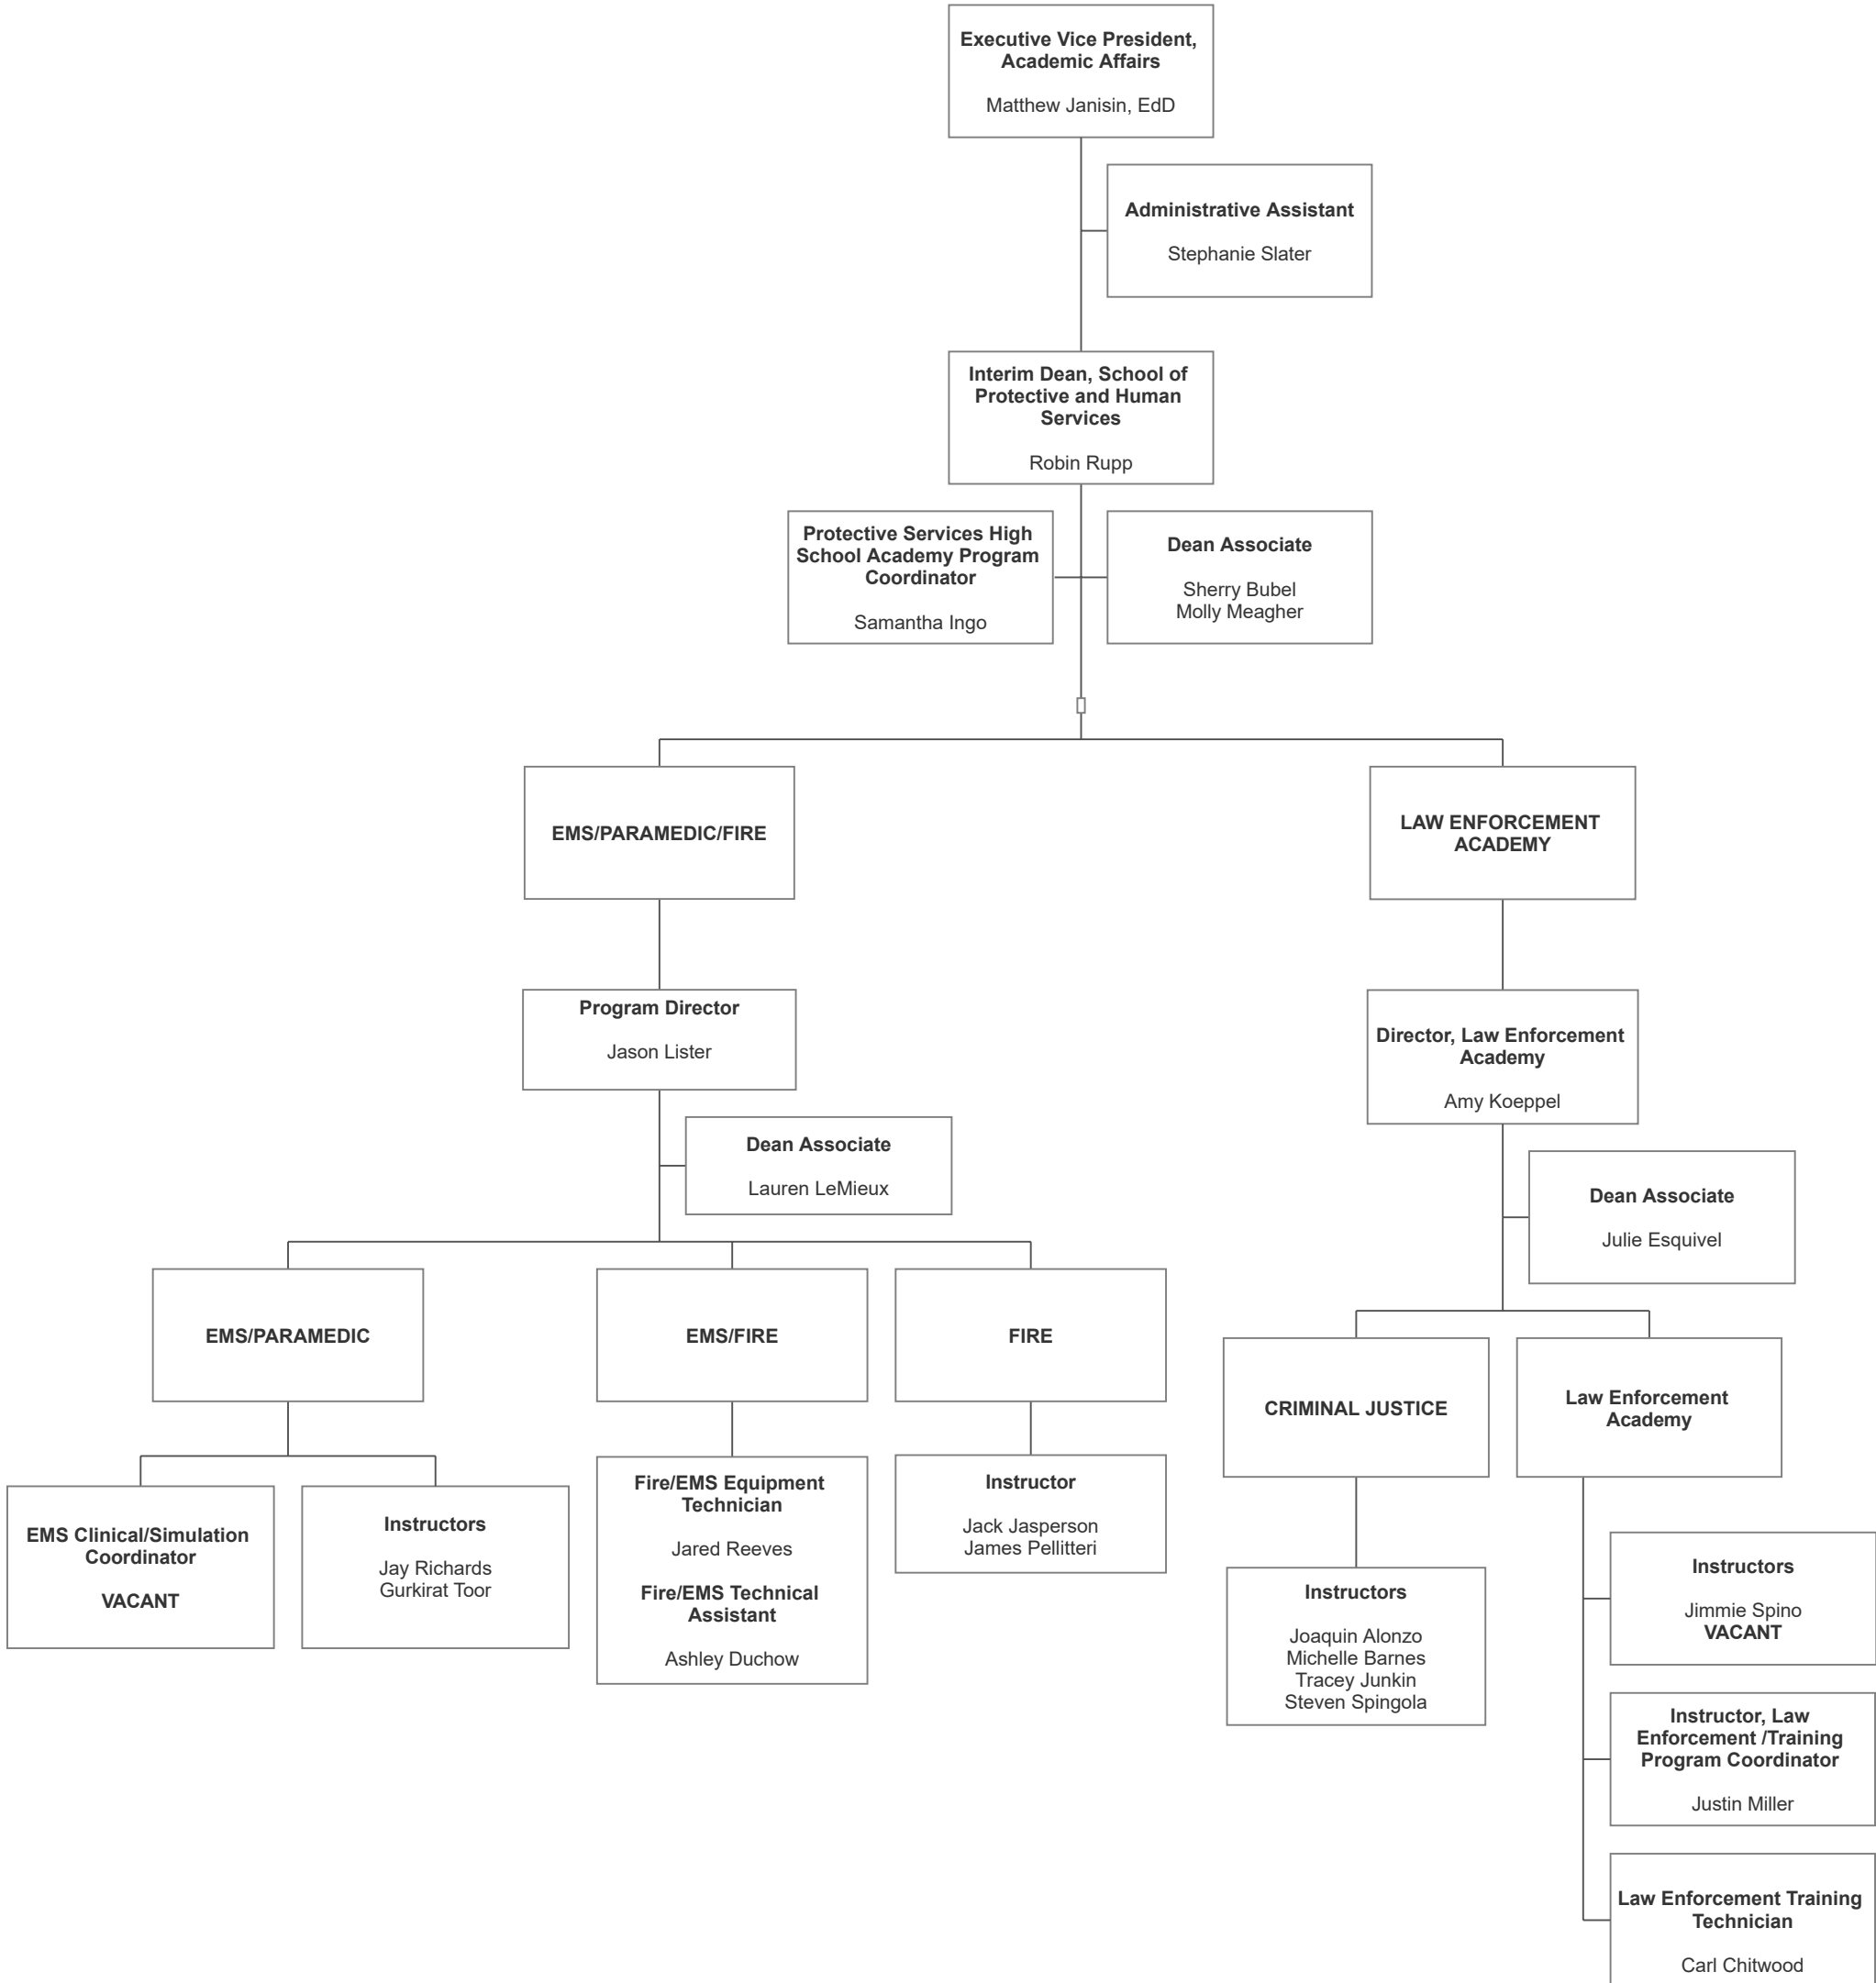 Executive Vice President,
Academic Affairs
Matthew Janisin, EdD
Administrative Assistant
Stephanie Slater
Interim Dean, School of
Protective and Human
Services
Robin Rupp
Protective Services High
School Academy Program
Coordinator
Samantha Ingo
Dean Associate
Sherry Bubel
Molly Meagher
EMS/PARAMEDIC/FIRE
LAW ENFORCEMENT
ACADEMY
Program Director
Jason Lister
Director, Law Enforcement
Academy
Amy Koeppel
Dean Associate
Lauren LeMieux
Dean Associate
Julie Esquivel
EMS/PARAMEDIC
EMS/FIRE
FIRE
CRIMINAL JUSTICE
Law Enforcement
Academy
EMS Clinical/Simulation
Coordinator
VACANT
Instructors
Jay Richards
Gurkirat Toor
Fire/EMS Equipment
Technician
Jared Reeves
Fire/EMS Technical
Assistant
Ashley Duchow
Instructor
Jack Jasperson
James Pellitteri
Instructors
Joaquin Alonzo
Michelle Barnes
Tracey Junkin
Steven Spingola
Instructors
Jimmie Spino
VACANT
Instructor, Law
Enforcement /Training
Program Coordinator
Justin Miller
Law Enforcement Training
Technician
Carl Chitwood